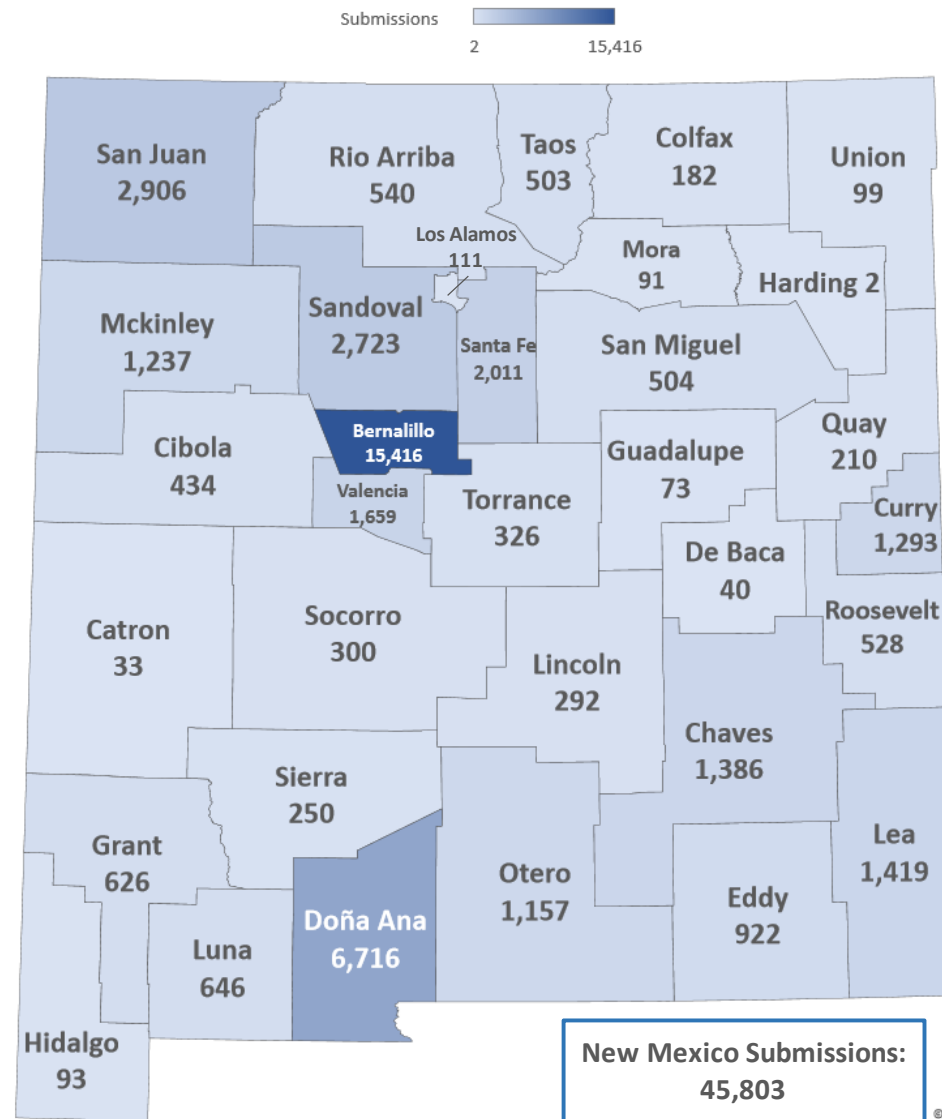 Submissions
2
15,416
San Juan
2,906
Rio Arriba
540
Taos
503
Colfax
182
Union
99
Los Alamos
111
Mora
91
Harding 2
Mckinley
1,237
Sandoval
2,723
Santa Fe
2,011
San Miguel
504
Cibola
434
Bernalillo
15,416
Valencia
1,659
Torrance
326
Guadalupe
73
Quay
210
Curry
1,293
De Baca
40
Roosevelt
528
Catron
33
Socorro
300
Lincoln
292
Chaves
1,386
Sierra
250
Grant
626
Luna
646
Doña Ana
6,716
Otero
1,157
Eddy
922
Lea
1,419
Hidalgo
93
New Mexico Submissions:
45,803
©